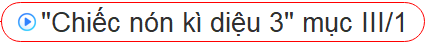 "Chiếc nón kì diệu 3" mục III/1